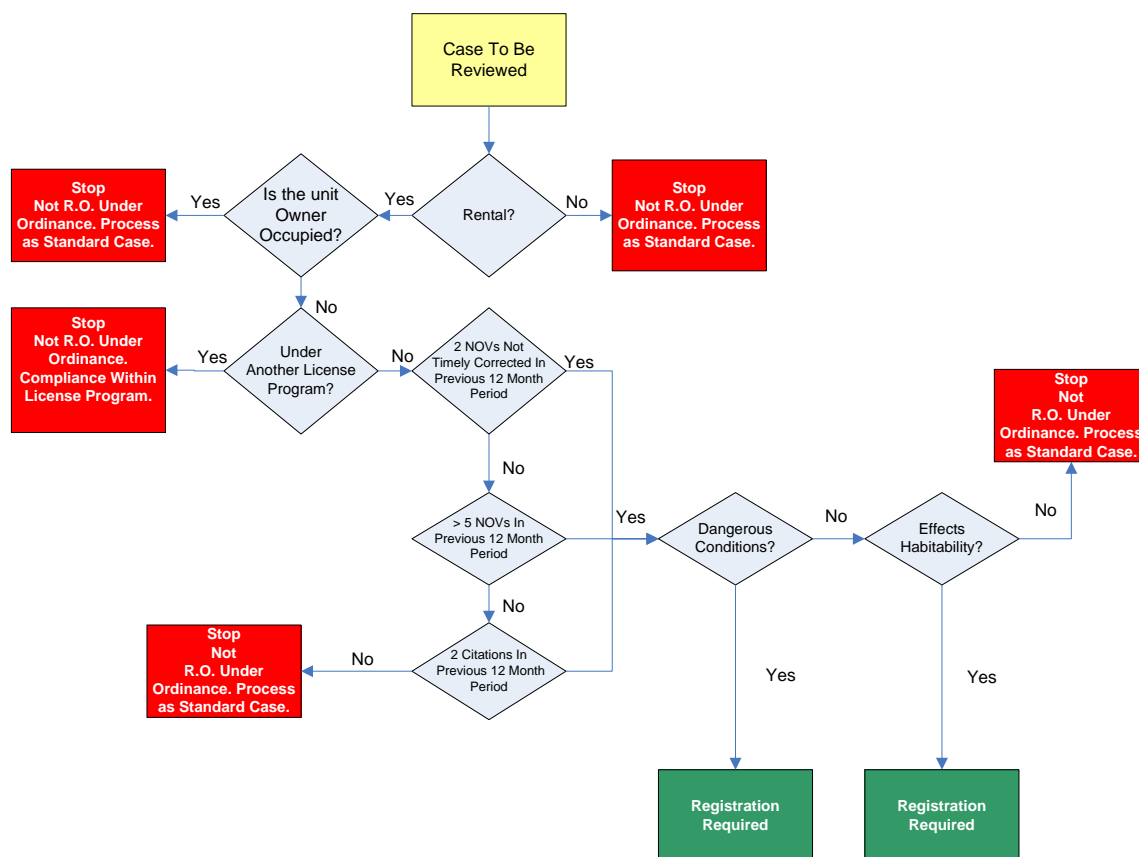 Case To Be
Reviewed
Stop
Not R.O. Under
Ordinance. Process
as Standard Case.
Yes
Is the unit
Owner
Occupied?
Yes
Rental?
No
Stop
Not R.O. Under
Ordinance. Process
as Standard Case.
No
Stop
Not R.O. Under
Ordinance.
Compliance Within
License Program.
Yes
Under
Another License
Program?
No
2 NOVs Not
Timely Corrected In
Previous 12 Month
Period
Yes
Stop
Not
R.O. Under
Ordinance. Process
as Standard Case.
No
> 5 NOVs In
Previous 12 Month
Period
Yes
Dangerous
Conditions?
No
Effects
Habitability?
No
No
Stop
Not
R.O. Under
Ordinance. Process
as Standard Case.
No
2 Citations In
Previous 12 Month
Period
Yes
Yes
Registration
Required
Registration
Required